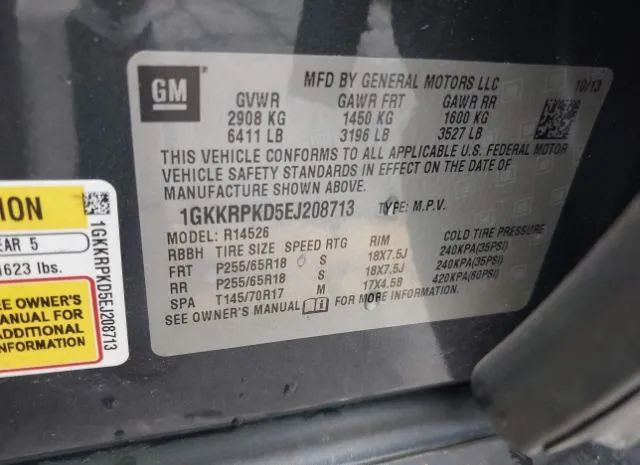 GM
MFD BY GENERAL MOTORS LLC
10/13
GVWR GAWR FRT GAWR RR
2908 KG 1450 KG 1600 KG
6411 LB 3196 LB 3527 LB
THIS VEHICLE CONFORMS TO ALL APPLICABLE U.S. FEDERAL MOTOR
VEHICLE SAFETY STANDARDS IN EFFECT ON THE DATE OF
MANUFACTURE SHOWN ABOVE.
1GKKRPKD5EJ208713 TYPE: M.P.V.
MODEL: R14526
RBBH TIRE SIZE SPEED RTG RIM COLD TIRE PRESSURE
FRT P255/65R18 S 18X7.5J 240KPA(35PSI)
RR P255/65R18 S 18X7.5J 240KPA(35PSI)
SPA T145/70R17 M 17X4.5B 420KPA(60PSI)
SEE OWNER'S MANUAL FOR MORE INFORMATION.
ION
EAR 5
1623 lbs.
SEE OWNER'S
MANUAL FOR
ADDITIONAL
INFORMATION
1GKKRPKD5EJ208713